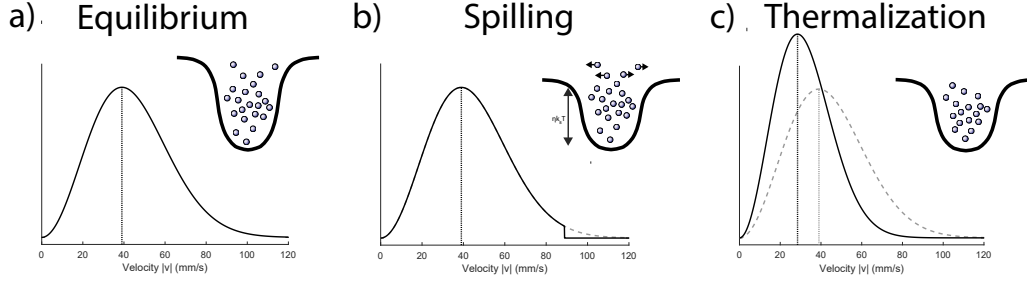 a) Equilibrium
0 20 40 60 80 100 120
Velocity |v| (mm/s)
b) Spilling
ηkBT
0 20 40 60 80 100 120
Velocity |v| (mm/s)
c) Thermalization
0 20 40 60 80 100 120
Velocity |v| (mm/s)